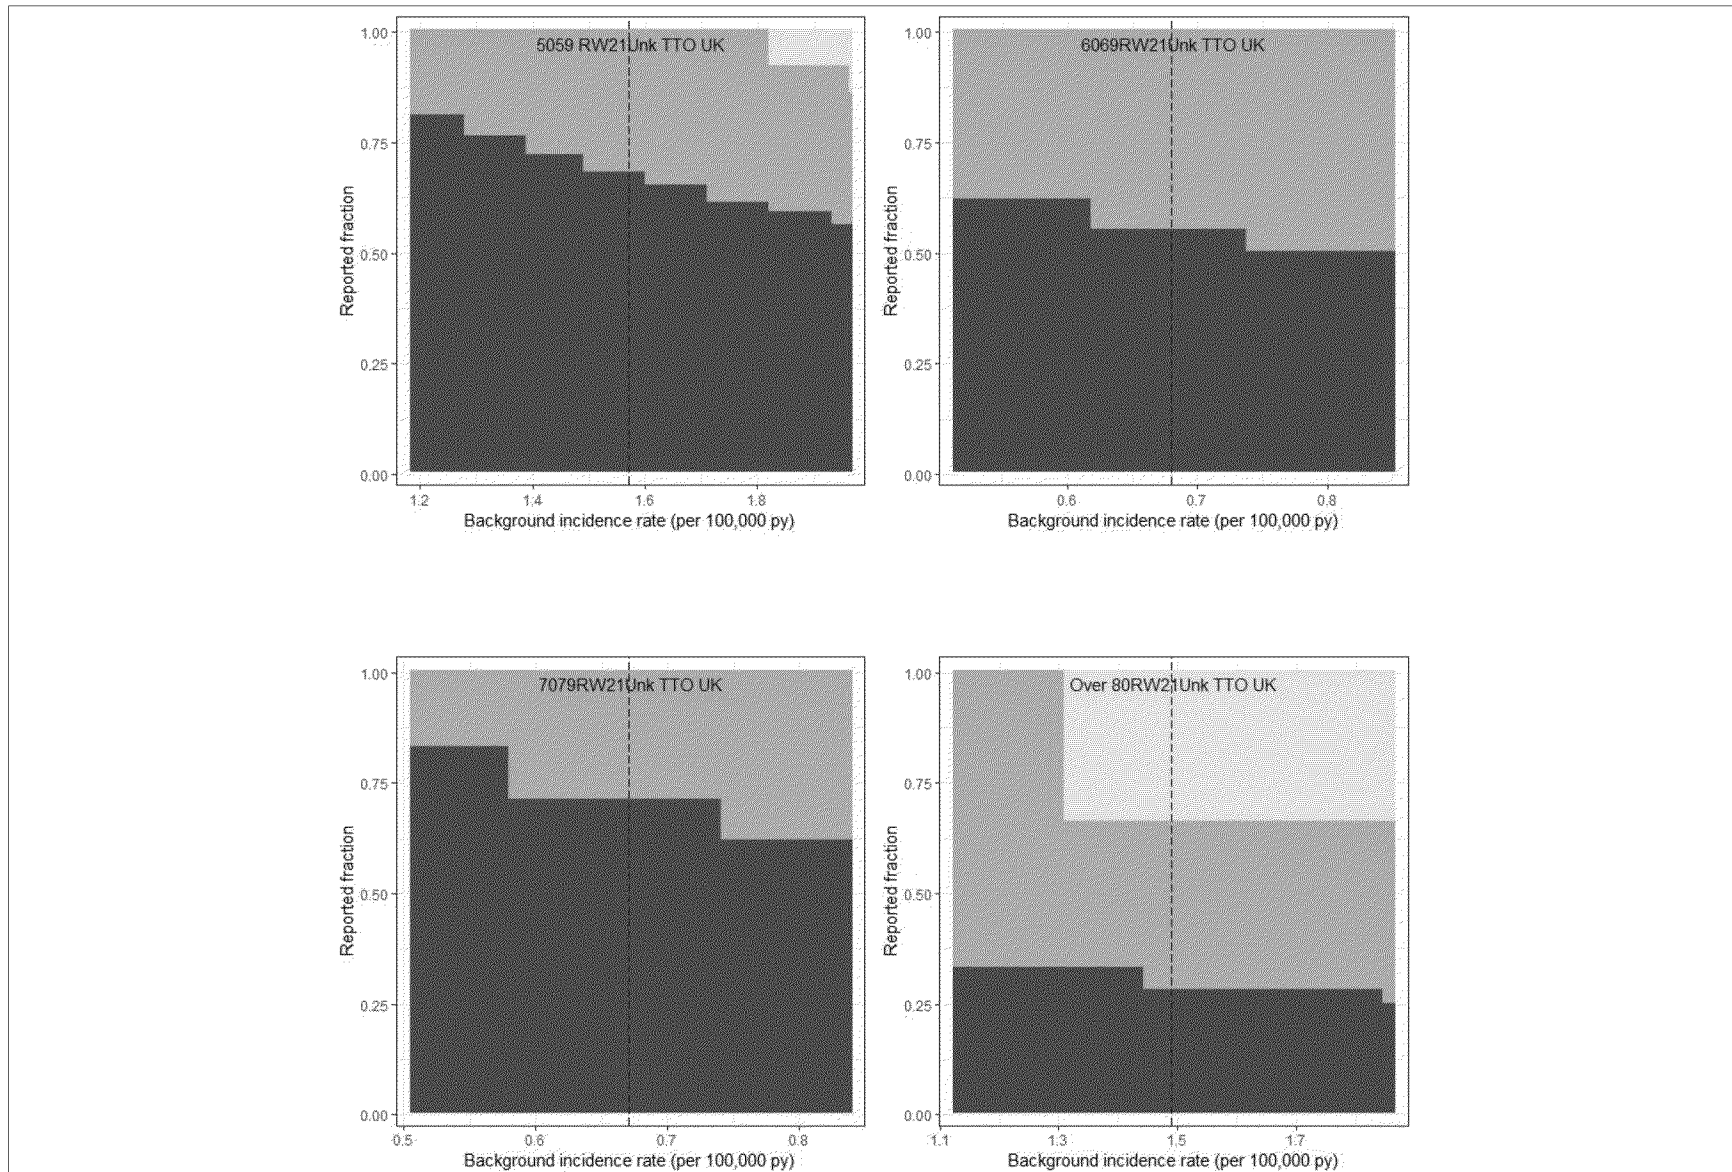 5059 RW21Unk TTO UK
1.00
0.75
0.50
0.25
0.00
Reported fraction
1.2 1.4 1.6 1.8
Background incidence rate (per 100,000 py)
6069RW21Unk TTO UK
1.00
0.75
0.50
0.25
0.00
Reported fraction
0.6 0.7 0.8
Background incidence rate (per 100,000 py)
7079RW21Unk TTO UK
1.00
0.75
0.50
0.25
0.00
Reported fraction
0.5 0.6 0.7 0.8
Background incidence rate (per 100,000 py)
Over 80RW21Unk TTO UK
1.00
0.75
0.50
0.25
0.00
Reported fraction
1.1 1.3 1.5 1.7
Background incidence rate (per 100,000 py)